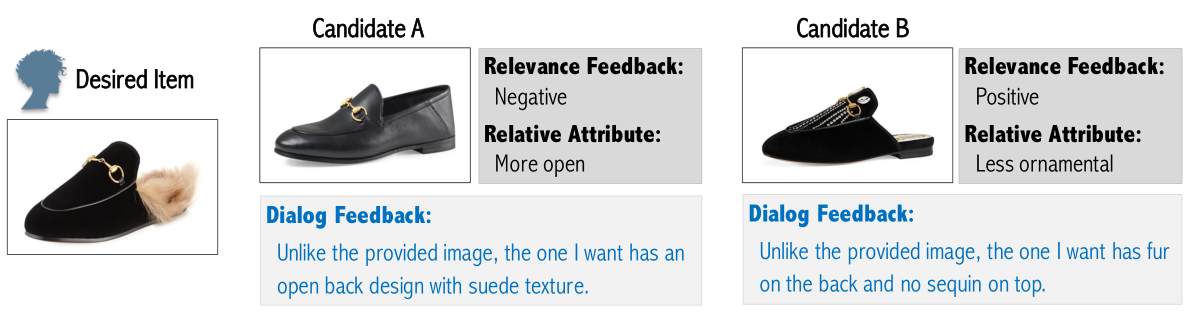 Desired Item
Candidate A
Relevance Feedback:
Negative
Relative Attribute:
More open
Dialog Feedback:
Unlike the provided image, the one I want has an
open back design with suede texture.
Candidate B
Relevance Feedback:
Positive
Relative Attribute:
Less ornamental
Dialog Feedback:
Unlike the provided image, the one I want has fur
on the back and no sequin on top.